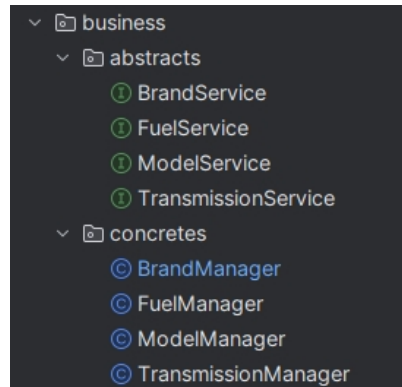 business
abstracts
BrandService
FuelService
ModelService
TransmissionService
concretes
BrandManager
FuelManager
ModelManager
TransmissionManager